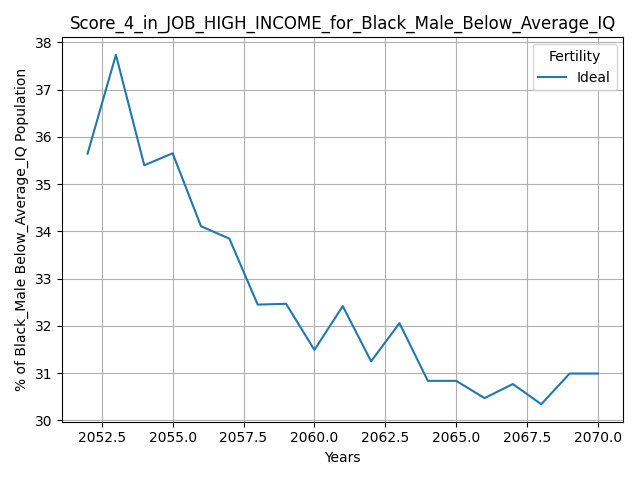 Score_4_in_JOB_HIGH_INCOME_for_Black_Male_Below_Average_IQ
Fertility
Ideal
% of Black_Male Below_Average_IQ Population
38
37
36
35
34
33
32
31
30
2052.5 2055.0 2057.5 2060.0 2062.5 2065.0 2067.5 2070.0
Years